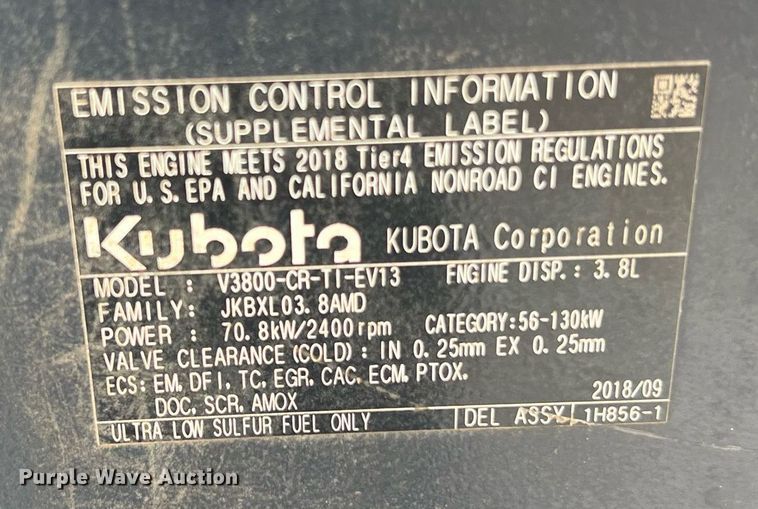 EMISSION CONTROL INFORMATION
(SUPPLEMENTAL LABEL)
THIS ENGINE MEETS 2018 Tier4 EMISSION REGULATIONS
FOR U.S. EPA AND CALIFORNIA NONROAD CI ENGINES.
Kubota KUBOTA Corporation
MODEL : V3800-CR-TI-EV13 ENGINE DISP.: 3.8L
FAMILY: JKBXL03.8AMD
POWER : 70.8kW/2400rpm CATEGORY:56-130kW
VALVE CLEARANCE (COLD) : IN 0.25mm EX 0.25mm
ECS: EM, DFI, TC, EGR, CAC, ECM, PTOX,
DOC, SCR, AMOX 2018/09
ULTRA LOW SULFUR FUEL ONLY DEL ASSY 1H856-1
Purple Wave Auction